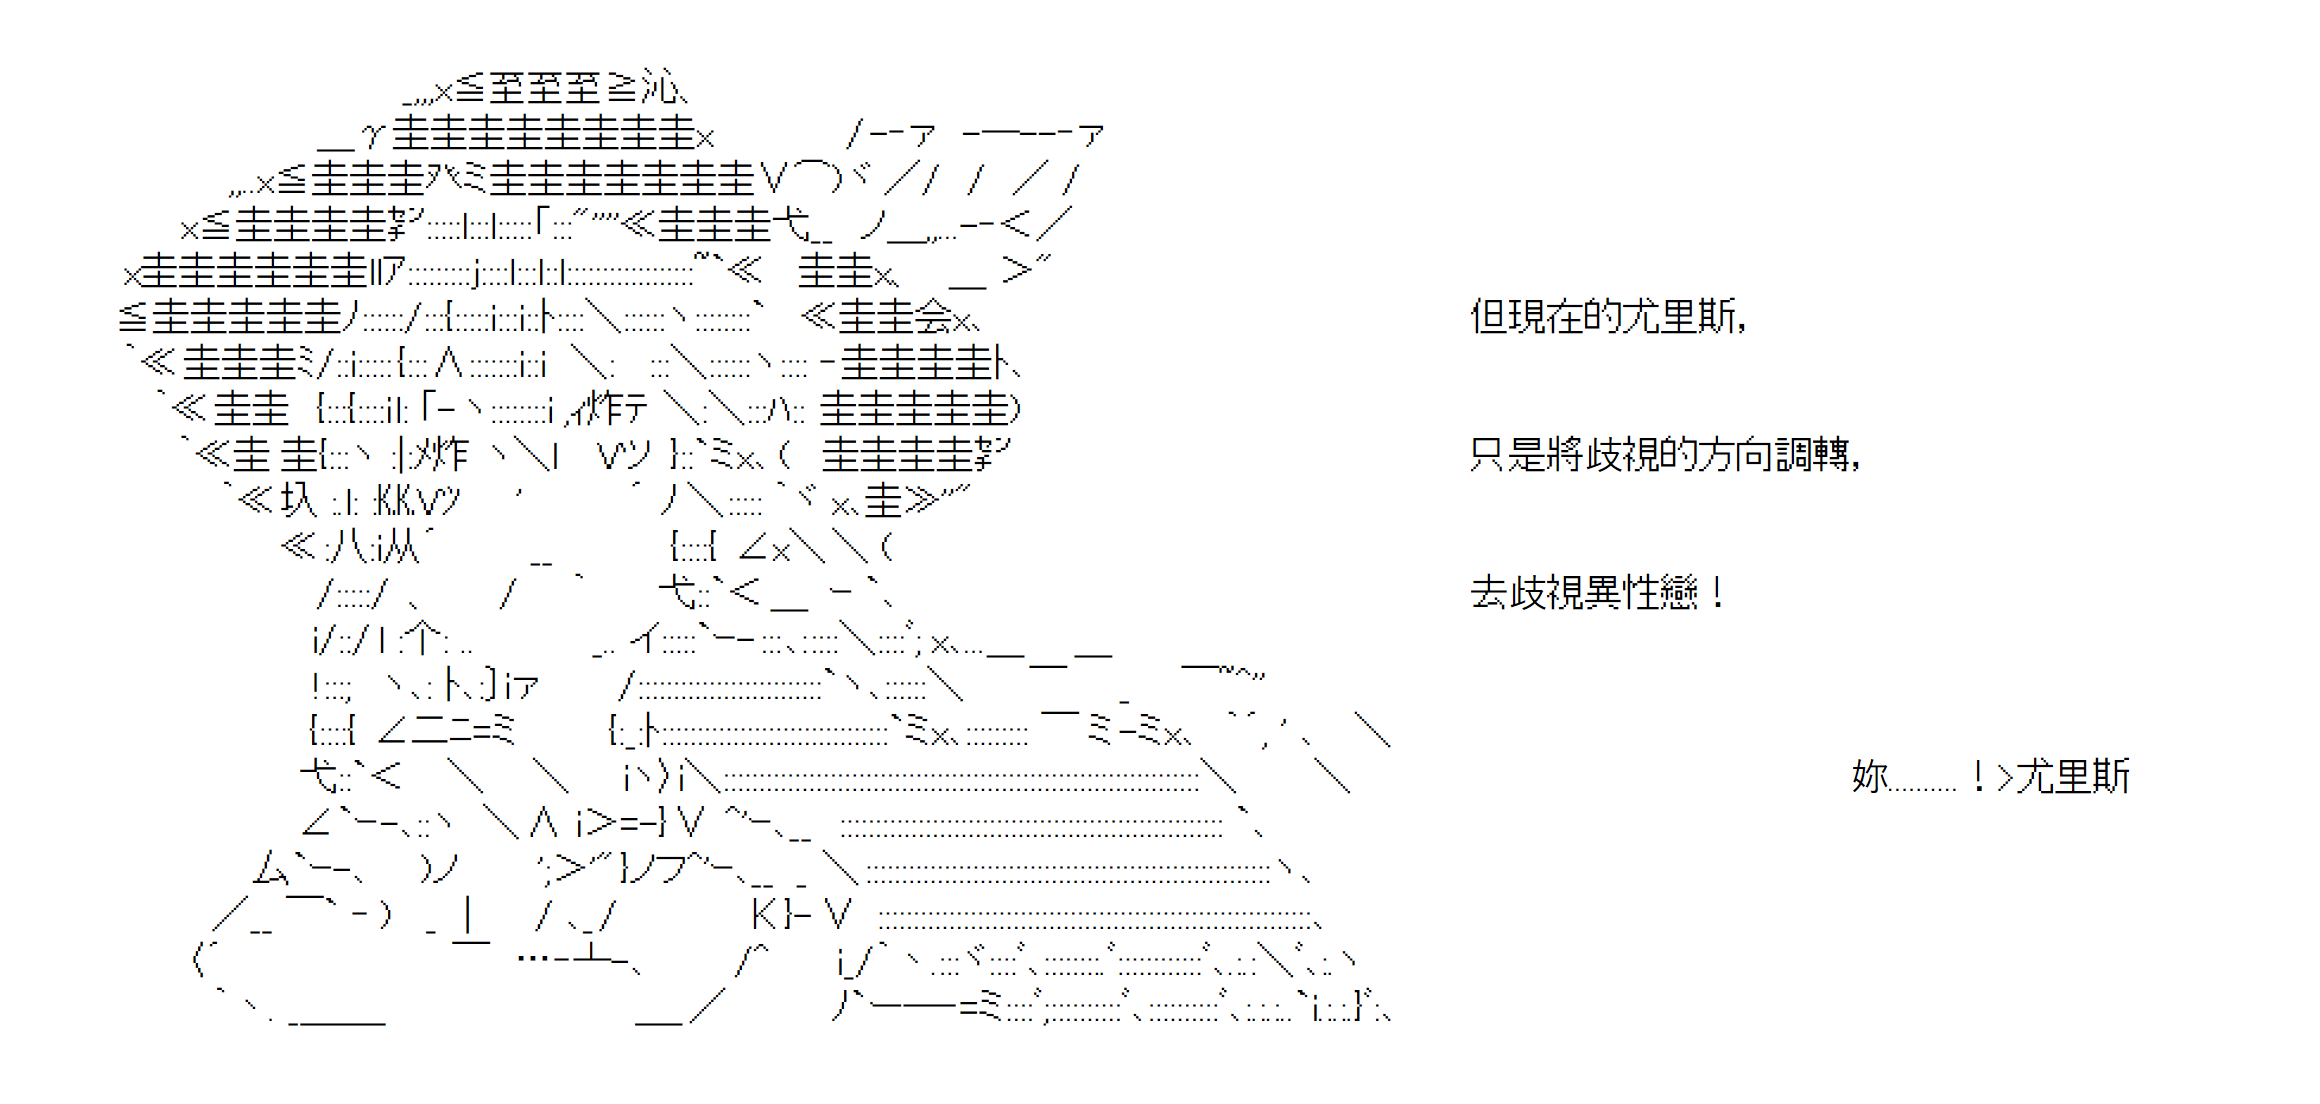 但現在的尤里斯,
只是將歧視的方向調轉,
去歧視異性戀！
妳.......... ！>尤里斯